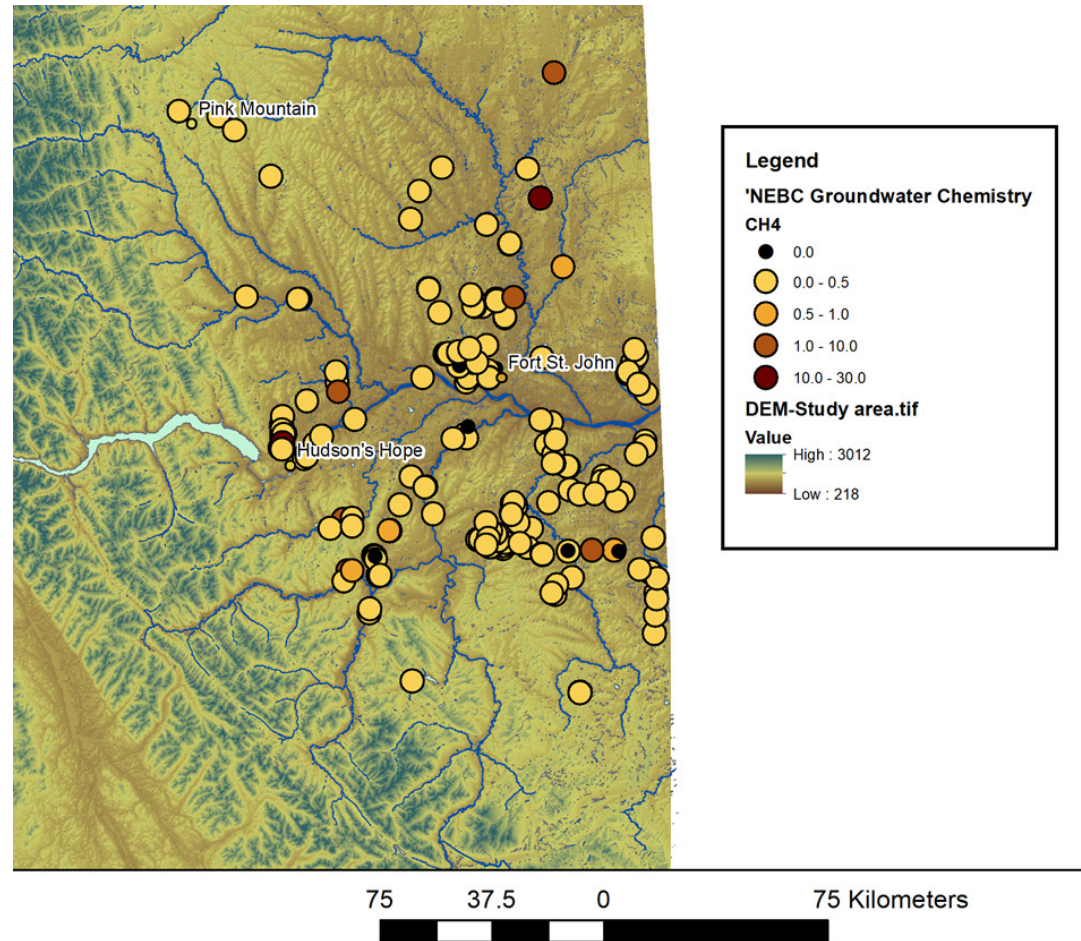 Pink Mountain
Fort St. John
Hudson's Hope
Legend
'NEBC Groundwater Chemistry
CH4
0.0
0.0 - 0.5
0.5 - 1.0
1.0 - 10.0
10.0 - 30.0
DEM-Study area.tif
Value
High : 3012
Low : 218
75 37.5 0 75 Kilometers